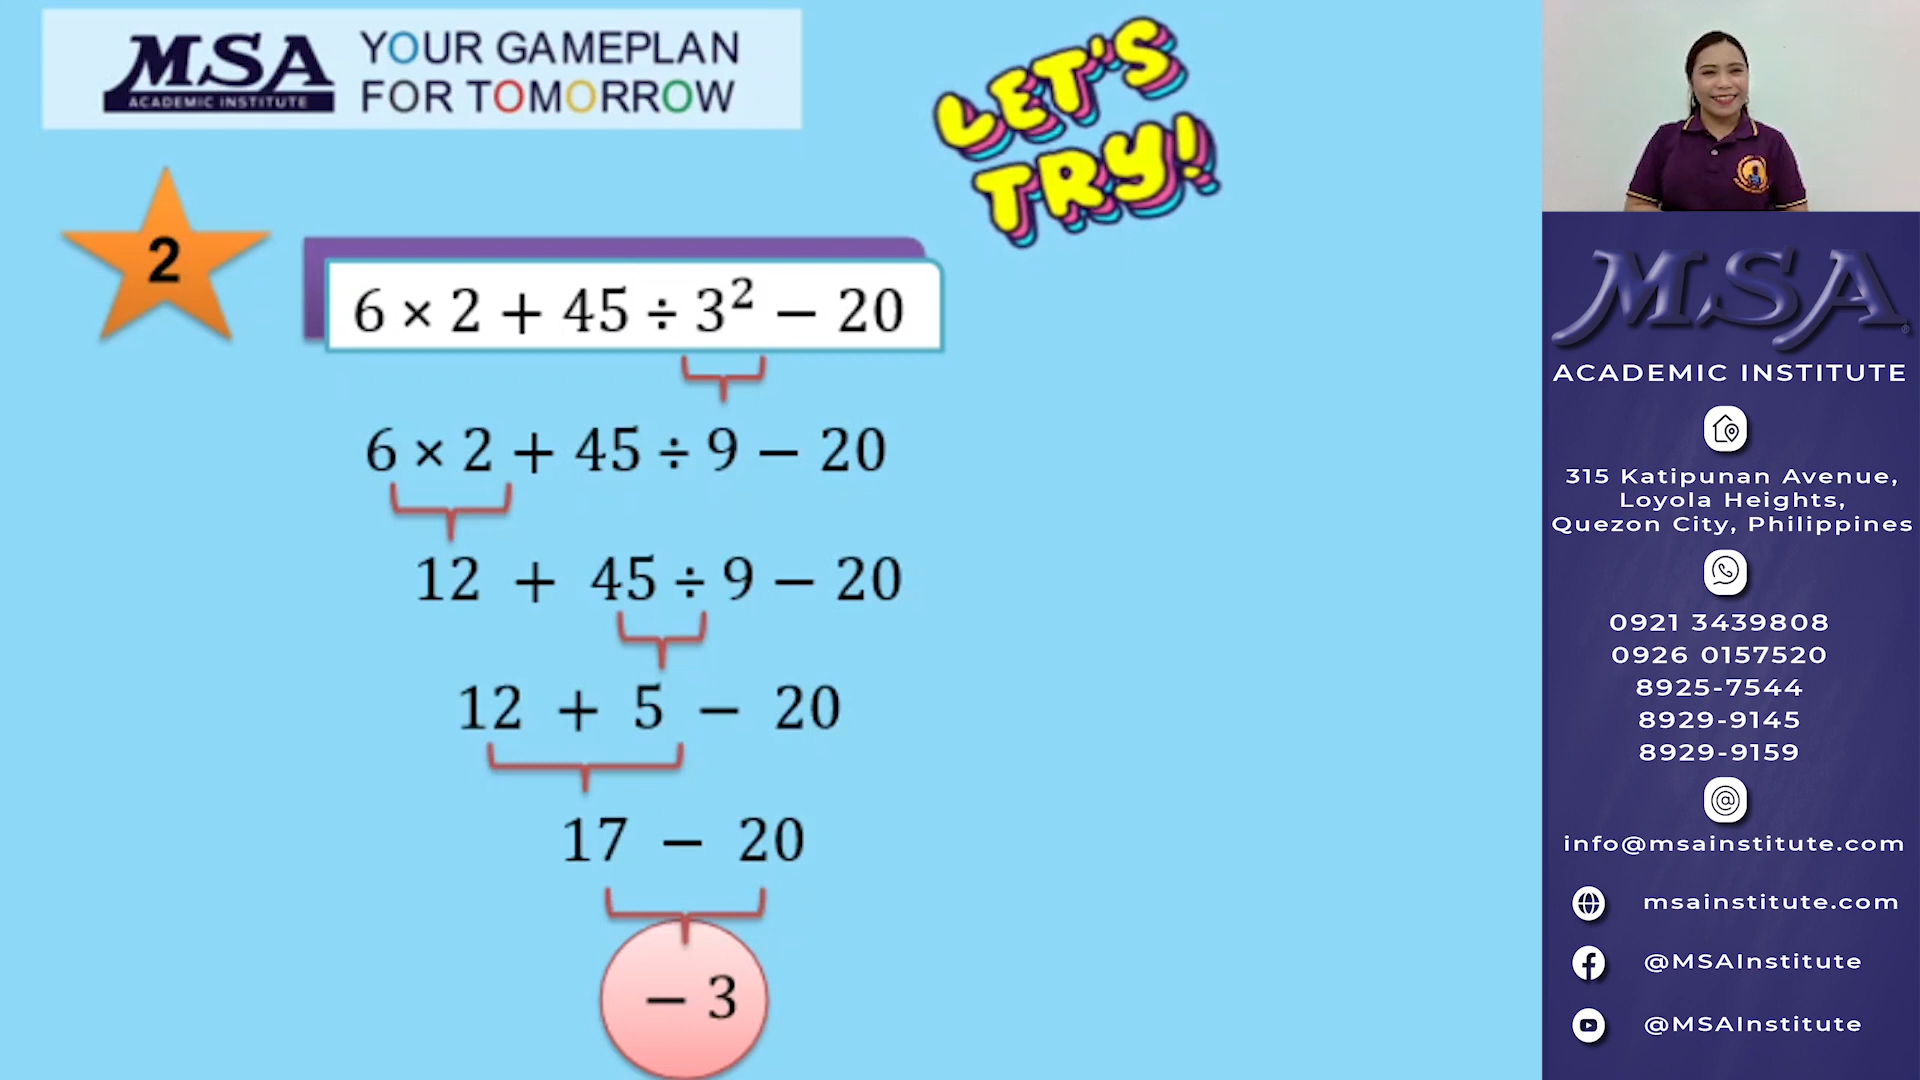 MSA
ACADEMIC INSTITUTE
YOUR GAMEPLAN
FOR TOMORROW
LET'S
TRY!
2
6 × 2 + 45 ÷ 3² − 20
6 × 2 + 45 ÷ 9 − 20
12 + 45 ÷ 9 − 20
12 + 5 − 20
17 − 20
− 3
MSA®
ACADEMIC INSTITUTE
315 Katipunan Avenue,
Loyola Heights,
Quezon City, Philippines
0921 3439808
0926 0157520
8925-7544
8929-9145
8929-9159
info@msainstitute.com
msainstitute.com
@MSAInstitute
@MSAInstitute